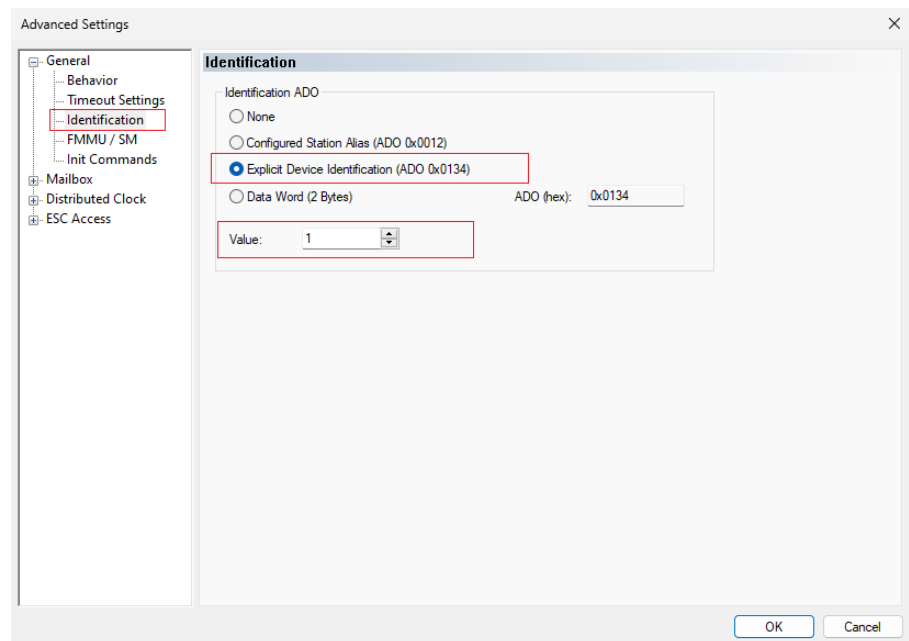 Advanced Settings
General
Behavior
Timeout Settings
Identification
FMMU / SM
Init Commands
Mailbox
Distributed Clock
ESC Access
Identification
Identification ADO
None
Configured Station Alias (ADO 0x0012)
Explicit Device Identification (ADO 0x0134)
Data Word (2 Bytes) ADO (hex): 0x0134
Value: 1
OK Cancel